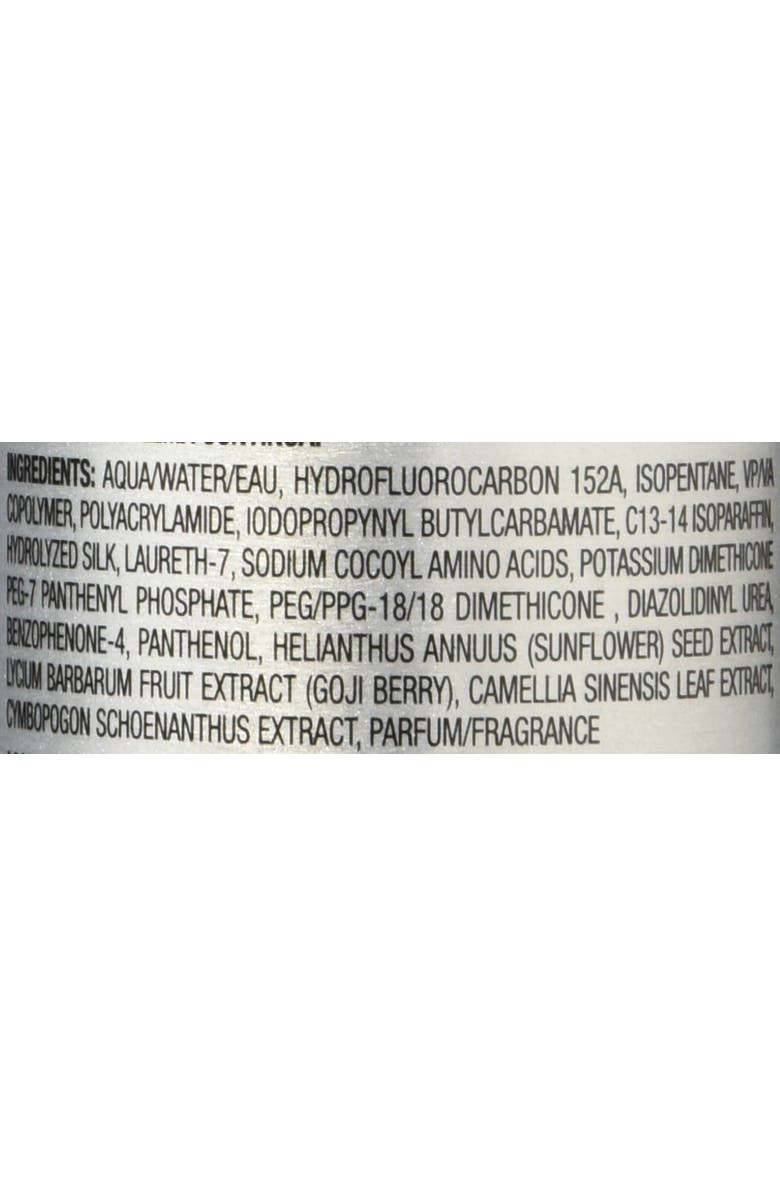 INGREDIENTS: AQUA/WATER/EAU, HYDROFLUOROCARBON 152A, ISOPENTANE, VP/VA
COPOLYMER, POLYACRYLAMIDE, IODOPROPYNYL BUTYLCARBAMATE, C13-14 ISOPARAFFIN,
HYDROLYZED SILK, LAURETH-7, SODIUM COCOYL AMINO ACIDS, POTASSIUM DIMETHICONE
PEG-7 PANTHENYL PHOSPHATE, PEG/PPG-18/18 DIMETHICONE , DIAZOLIDINYL UREA,
BENZOPHENONE-4, PANTHENOL, HELIANTHUS ANNUUS (SUNFLOWER) SEED EXTRACT,
LYCIUM BARBARUM FRUIT EXTRACT (GOJI BERRY), CAMELLIA SINENSIS LEAF EXTRACT,
CYMBOPOGON SCHOENANTHUS EXTRACT, PARFUM/FRAGRANCE